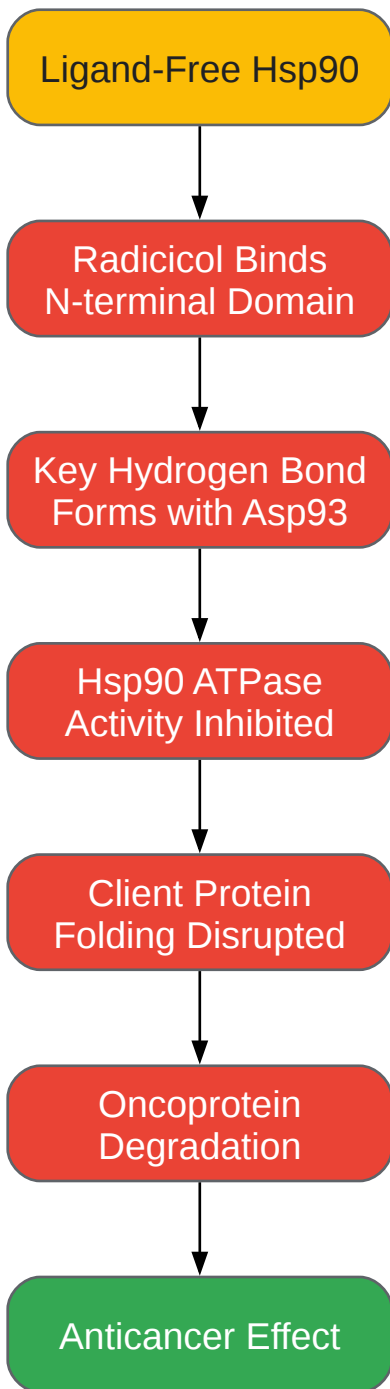 Ligand-Free Hsp90
Radicicol Binds
N-terminal Domain
Key Hydrogen Bond
Forms with Asp93
Hsp90 ATPase
Activity Inhibited
Client Protein
Folding Disrupted
Oncoprotein
Degradation
Anticancer Effect